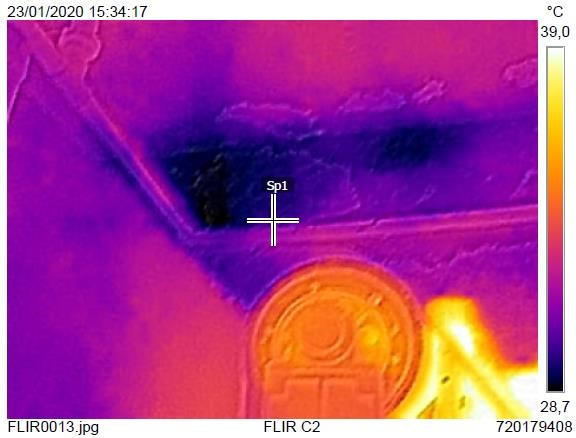 23/01/2020 15:34:17
°C
39,0
Sp1
28,7
FLIR0013.jpg
FLIR C2
720179408